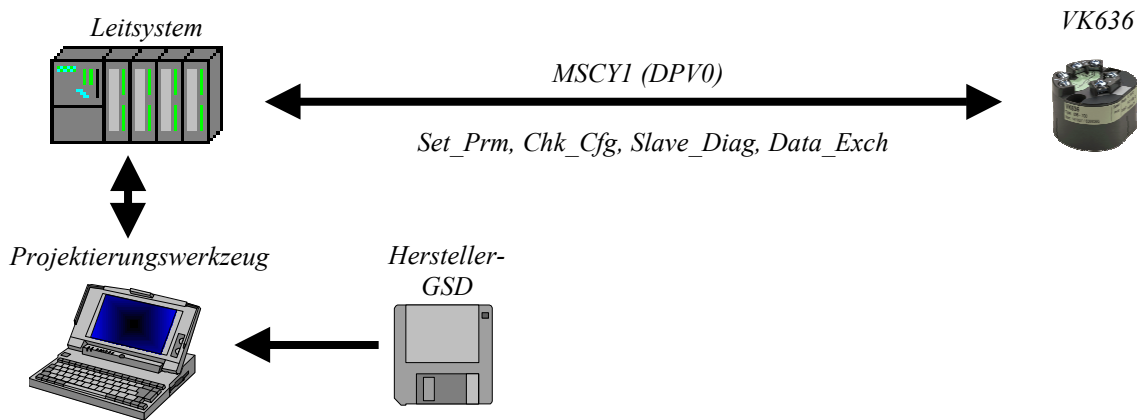 Leitsystem
VK636
MSCY1 (DPV0)
Set_Prm, Chk_Cfg, Slave_Diag, Data_Exch
Projektierungswerkzeug
Hersteller-
GSD